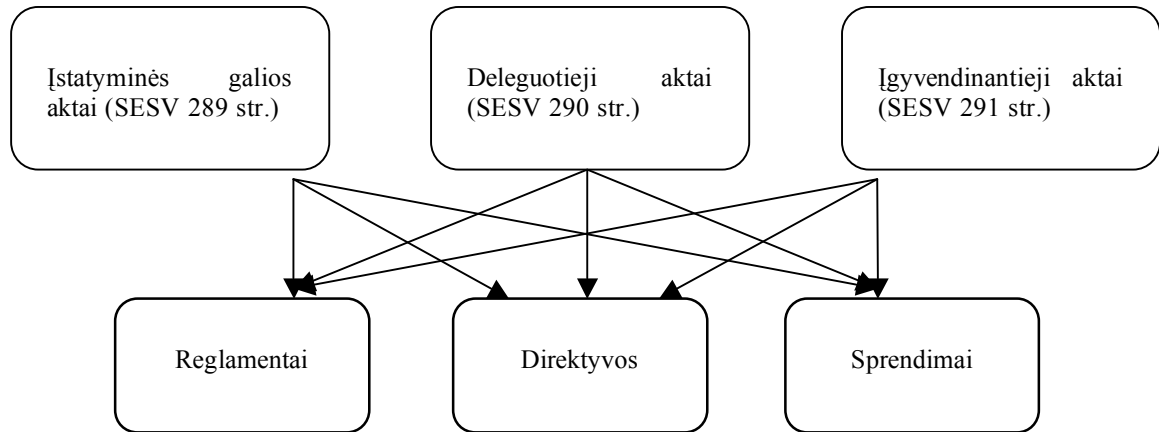 Įstatyminės galios
aktai (SESV 289 str.)
Deleguotieji aktai
(SESV 290 str.)
Įgyvendinantieji aktai
(SESV 291 str.)
Reglamentai
Direktyvos
Sprendimai